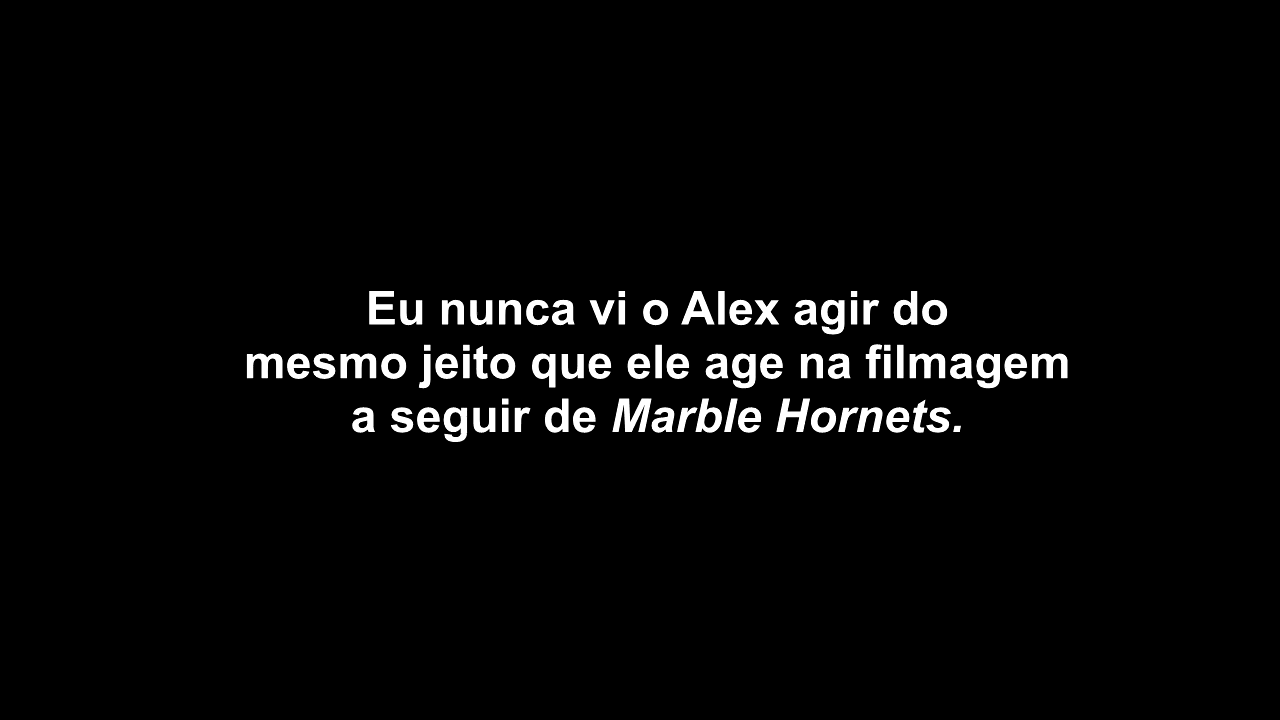 Eu nunca vi o Alex agir do
mesmo jeito que ele age na filmagem
a seguir de Marble Hornets.